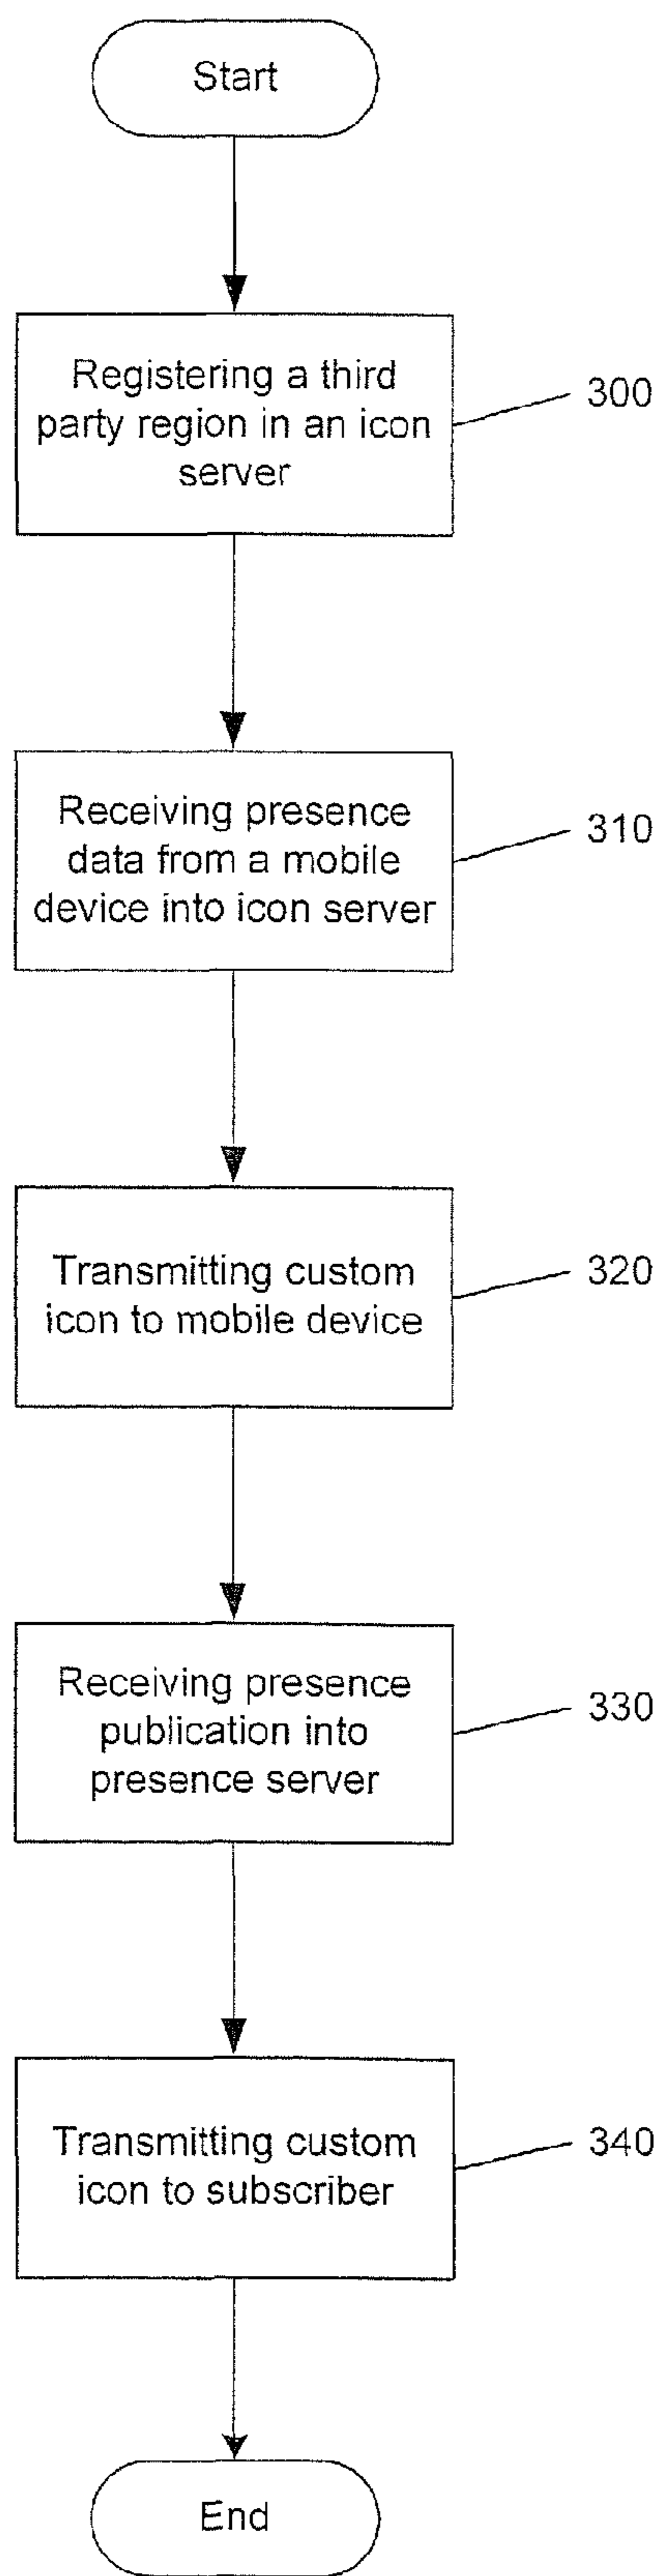 Start
Registering a third
party region in an icon
server
300
Receiving presence
data from a mobile
device into icon server
310
Transmitting custom
icon to mobile device
320
Receiving presence
publication into
presence server
330
Transmitting custom
icon to subscriber
340
End